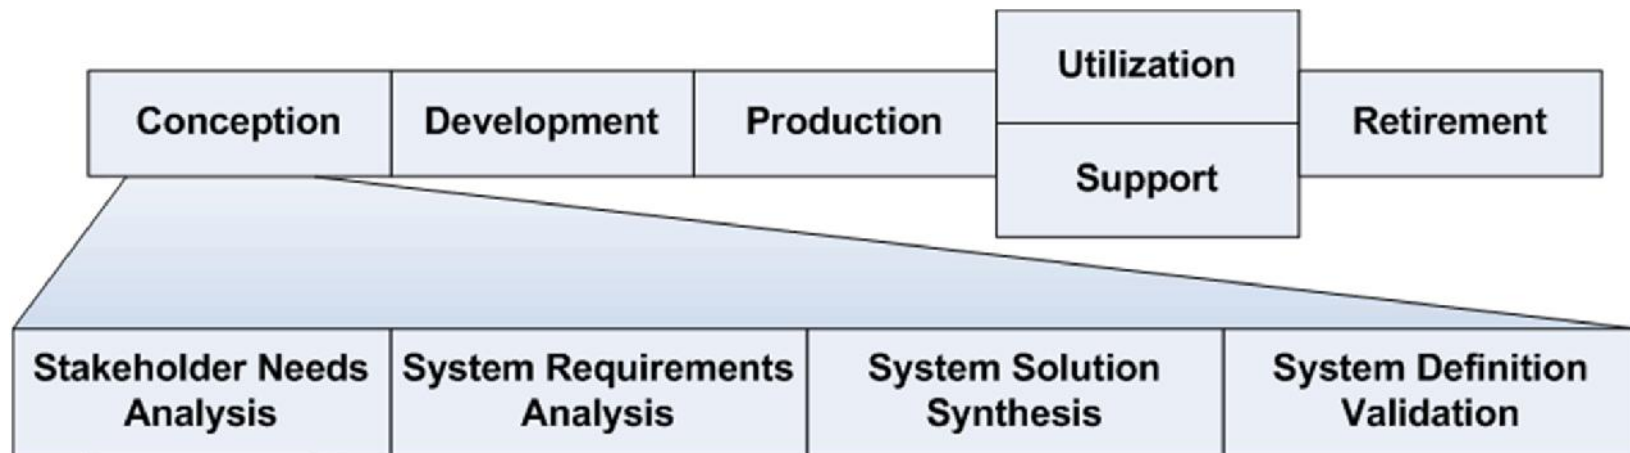 Conception
Development
Production
Utilization
Support
Retirement
Stakeholder Needs
Analysis
System Requirements
Analysis
System Solution
Synthesis
System Definition
Validation